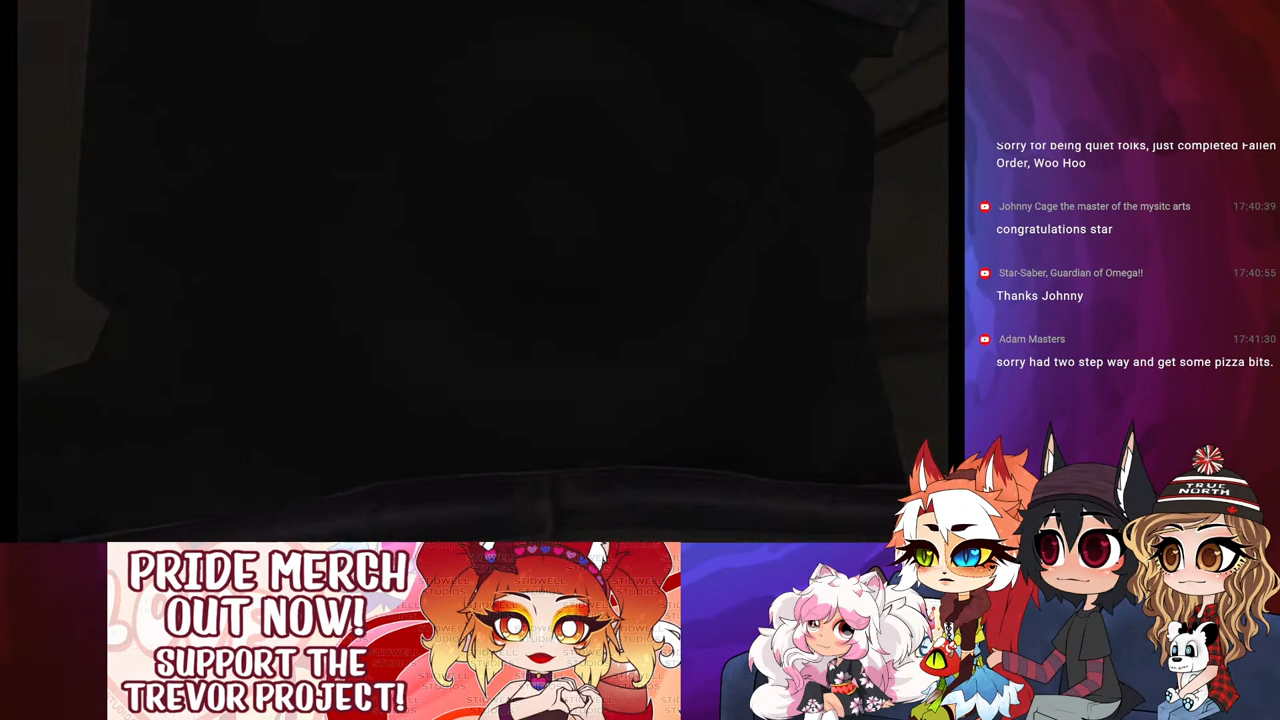 Sorry for being quiet folks, just completed Fallen
Order, Woo Hoo
Johnny Cage the master of the mysitc arts 17:40:39
congratulations star
Star-Saber, Guardian of Omega!! 17:40:55
Thanks Johnny
Adam Masters 17:41:30
sorry had two step way and get some pizza bits.
TRUE
NORTH
PRIDE MERCH
OUT NOW!
SUPPORT THE
TREVOR PROJECT!
STIDWELL
STUDIOS